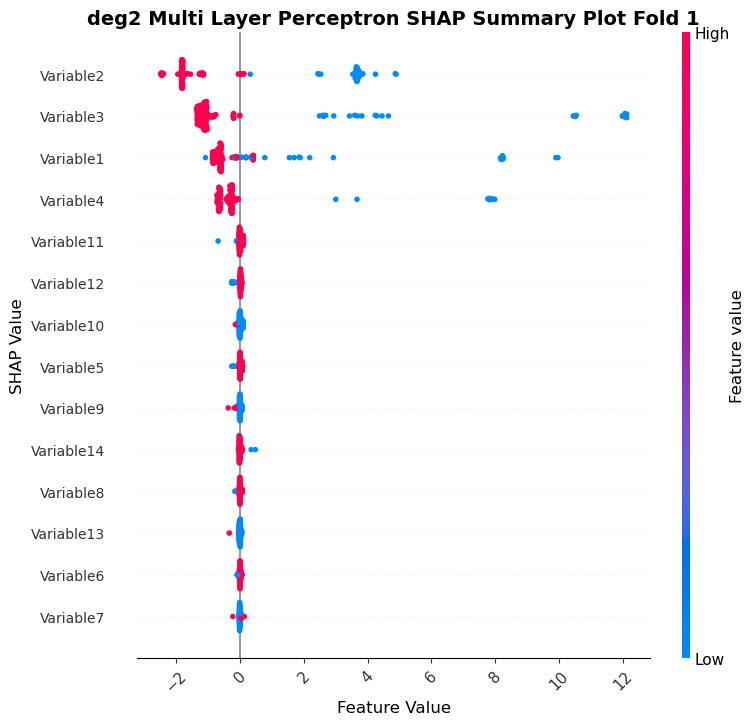 deg2 Multi Layer Perceptron SHAP Summary Plot Fold 1
High
Variable2
Variable3
Variable1
Variable4
Variable11
Variable12
Variable10
Variable5
Variable9
Variable14
Variable8
Variable13
Variable6
Variable7
SHAP Value
Feature value
Low
−2
0
2
4
6
8
10
12
Feature Value